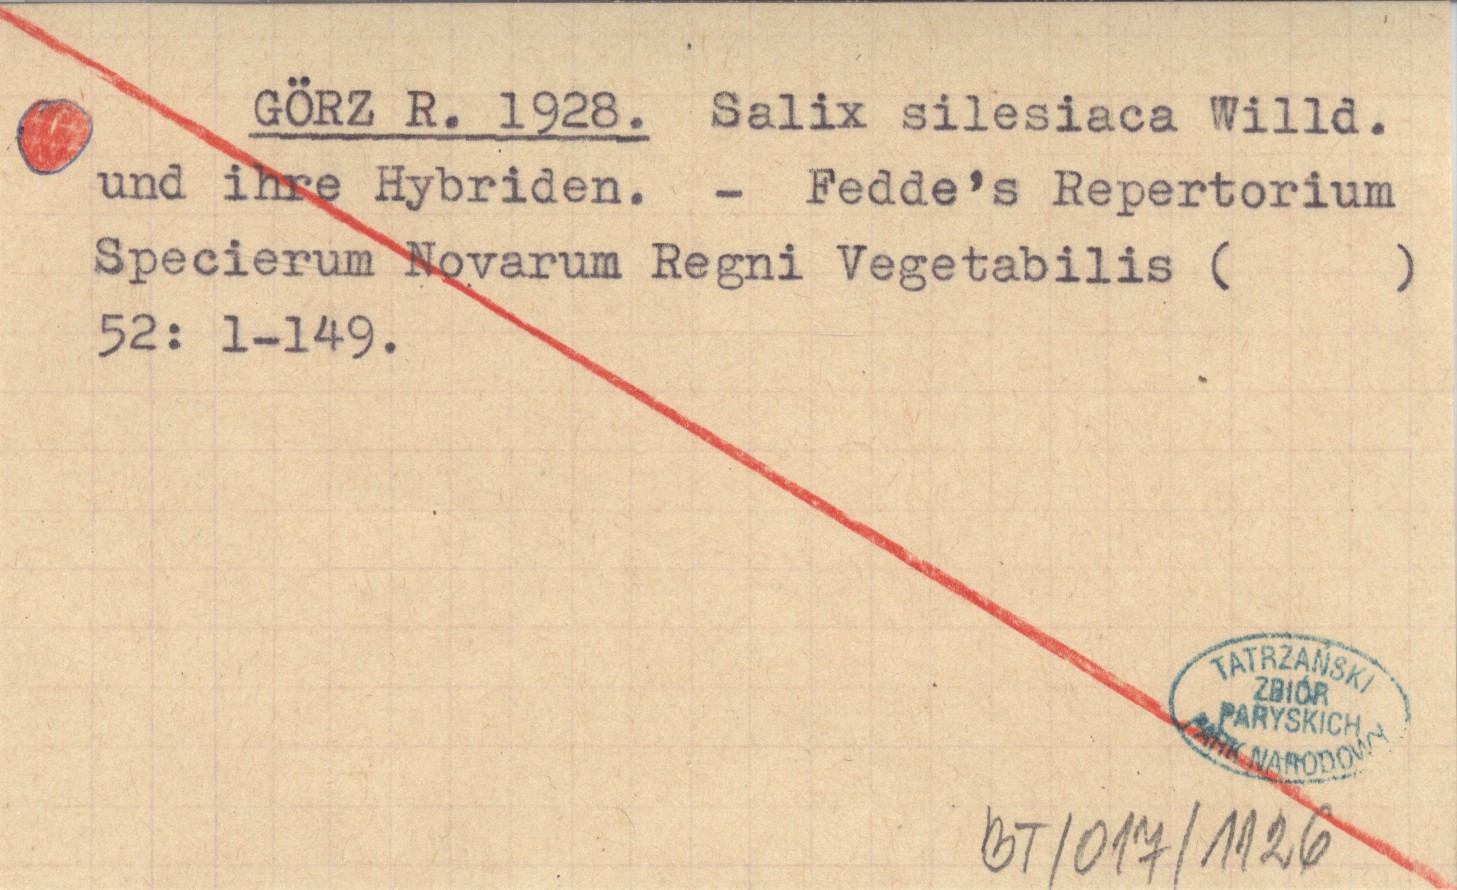 GÖRZ R. 1928. Salix silesiaca Willd.
und ihre Hybriden. - Fedde's Repertorium
Specierum Novarum Regni Vegetabilis (          )
52: 1-149.
TATRZAŃSKI
ZBIÓR
PARYSKICH
PARK NARODOWY
BT/017/1126